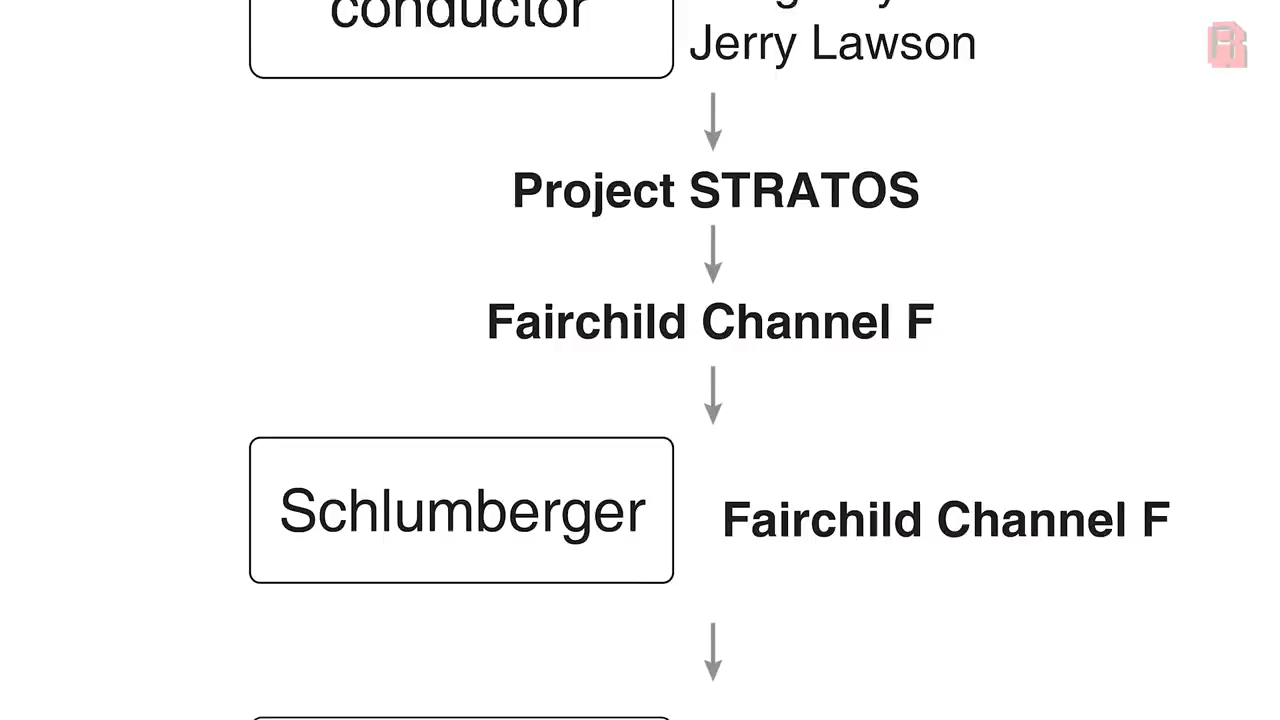 conductor
Jerry Lawson
Project STRATOS
Fairchild Channel F
Schlumberger
Fairchild Channel F